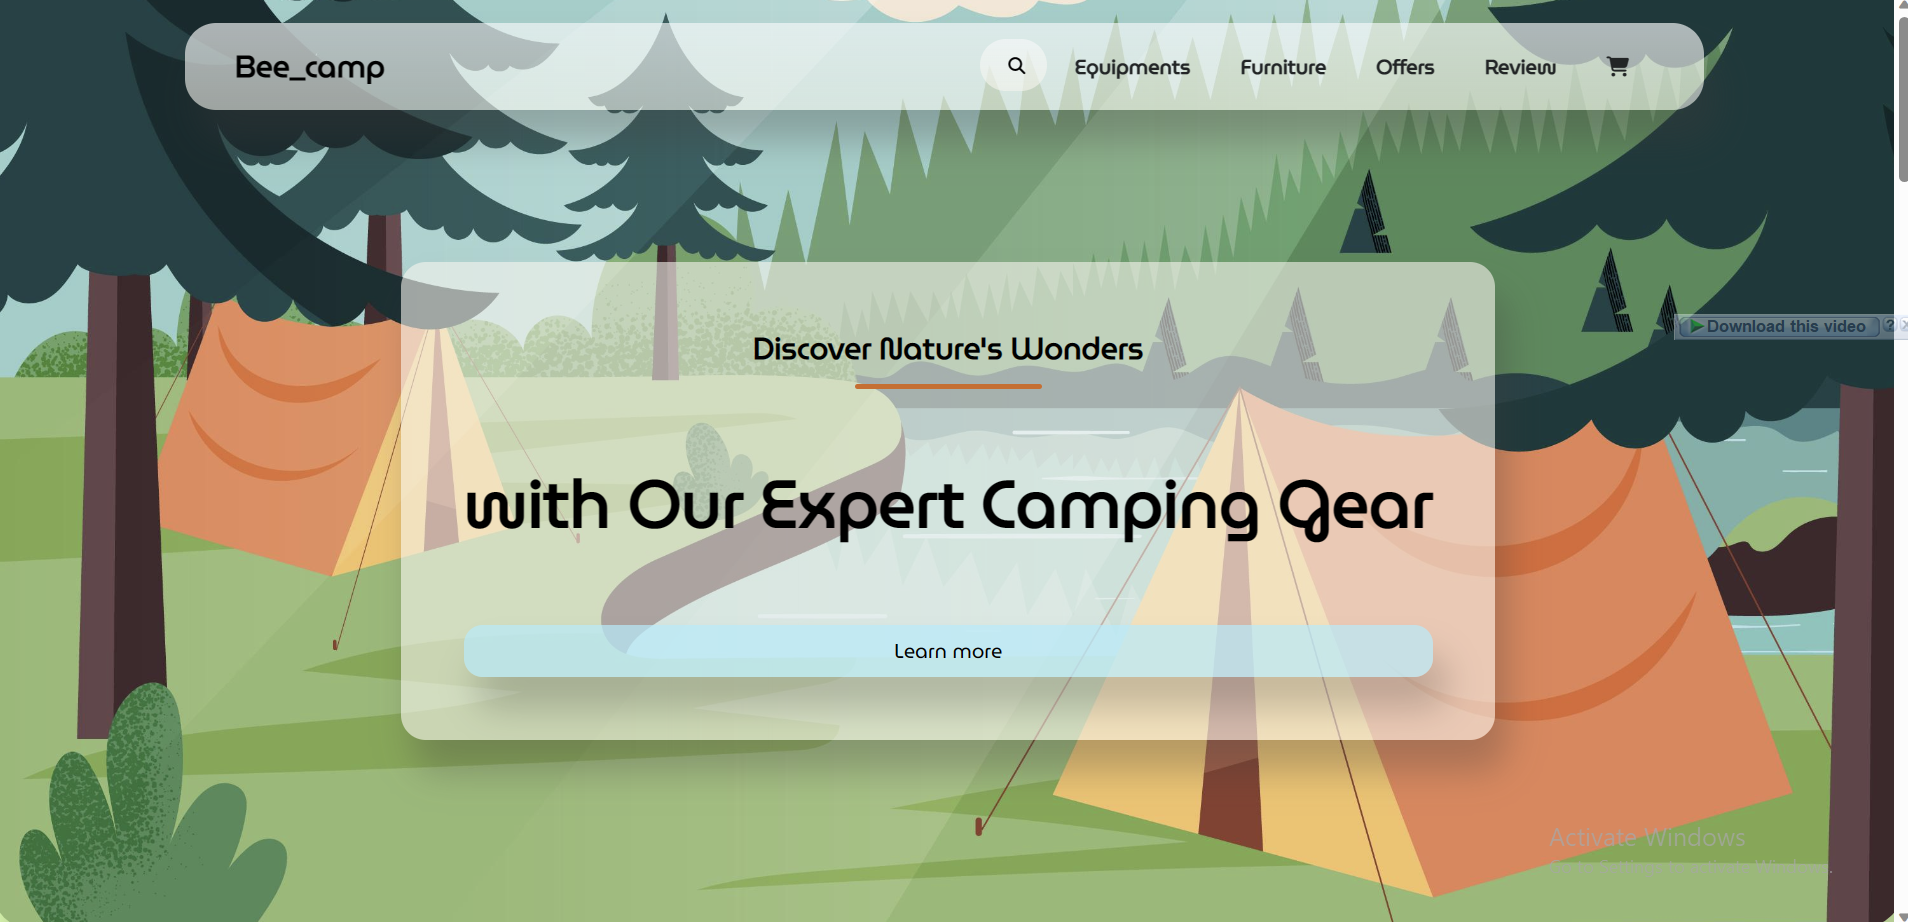 Bee_camp
Equipments
Furniture
Offers
Review
Discover Nature's Wonders
with Our Expert Camping Gear
Learn more
Download this video
?
Activate Windows
Go to Settings to activate Windows.